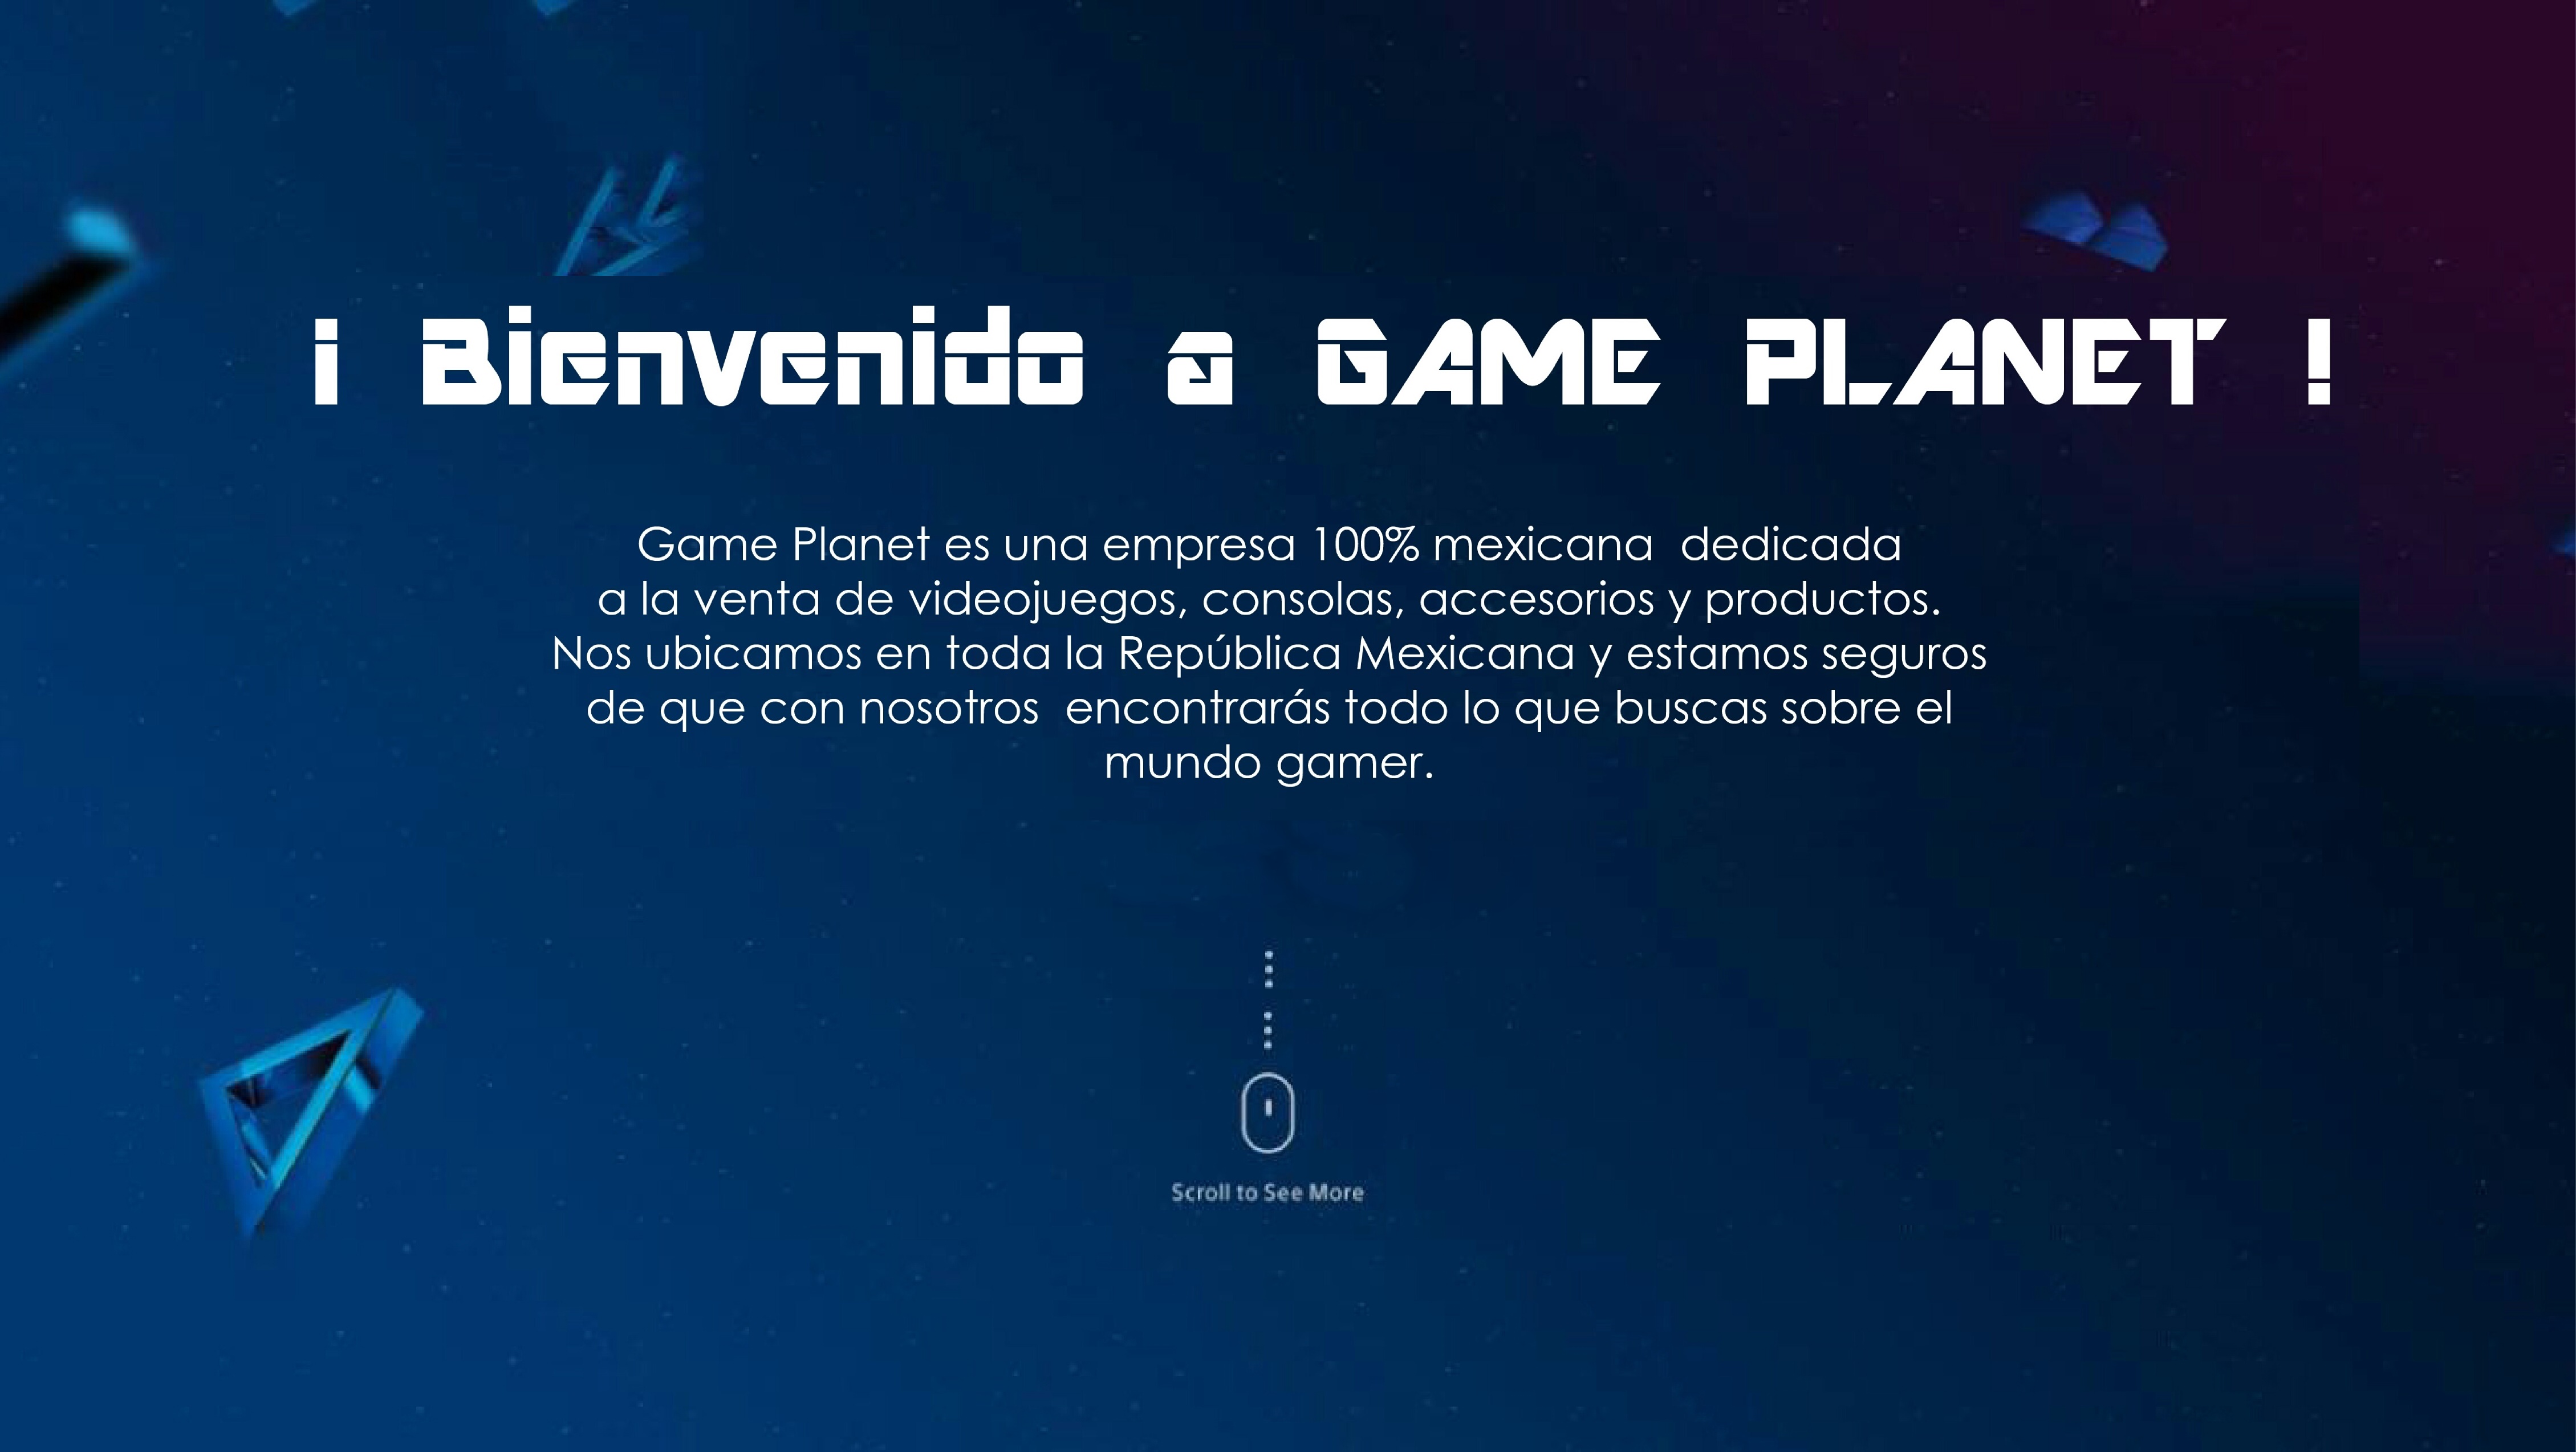 ¡ Bienvenido a GAME PLANET !
Game Planet es una empresa 100% mexicana dedicada
a la venta de videojuegos, consolas, accesorios y productos.
Nos ubicamos en toda la República Mexicana y estamos seguros
de que con nosotros encontrarás todo lo que buscas sobre el
mundo gamer.
Scroll to See More